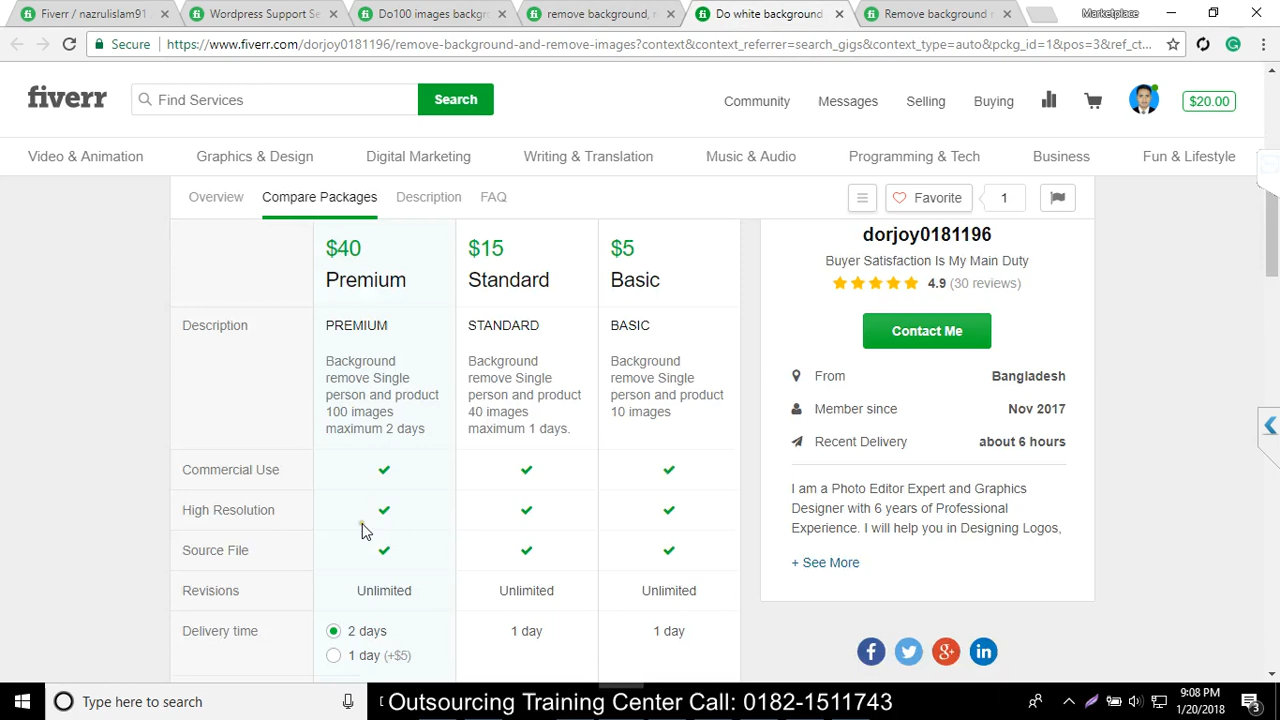 Fiverr / nazrulislam91
Wordpress Support Se
Do100 images backgr
remove background,
Do white background
Remove background
Marketplace
Secure https://www.fiverr.com/dorjoy0181196/remove-background-and-remove-images?context&context_referrer=search_gigs&context_type=auto&pckg_id=1&pos=3&ref_ct...
fiverr
Find Services
Search
Community
Messages
Selling
Buying
$20.00
Video & Animation
Graphics & Design
Digital Marketing
Writing & Translation
Music & Audio
Programming & Tech
Business
Fun & Lifestyle
Overview
Compare Packages
Description
FAQ
Favorite
1
$40
Premium
$15
Standard
$5
Basic
Description
PREMIUM
Background
remove Single
person and product
100 images
maximum 2 days
STANDARD
Background
remove Single
person and product
40 images
maximum 1 days.
BASIC
Background
remove Single
person and product
10 images
Commercial Use
High Resolution
Source File
Revisions
Unlimited
Unlimited
Unlimited
Delivery time
2 days
1 day (+$5)
1 day
1 day
dorjoy0181196
Buyer Satisfaction Is My Main Duty
4.9 (30 reviews)
Contact Me
From Bangladesh
Member since Nov 2017
Recent Delivery about 6 hours
I am a Photo Editor Expert and Graphics
Designer with 6 years of Professional
Experience. I will help you in Designing Logos,
+ See More
Type here to search
Outsourcing Training Center Call: 0182-1511743
9:08 PM
1/20/2018
3